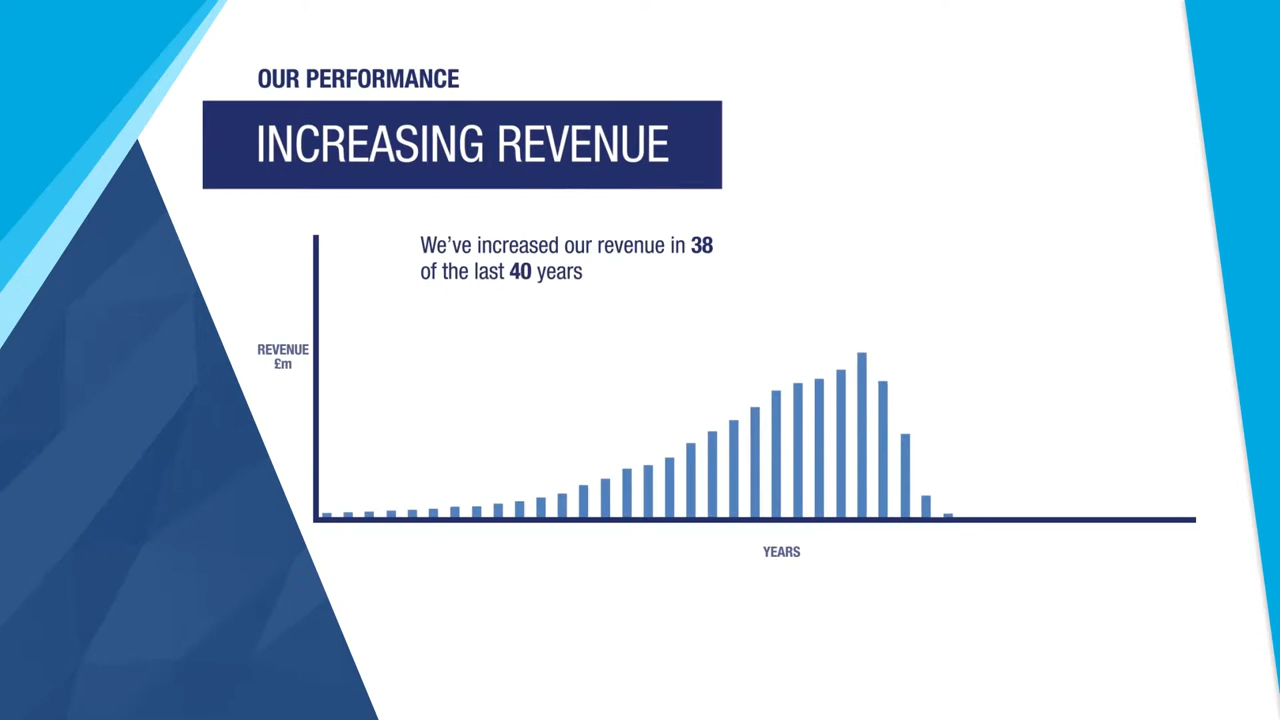 OUR PERFORMANCE
INCREASING REVENUE
We’ve increased our revenue in 38
of the last 40 years
REVENUE
£m
YEARS